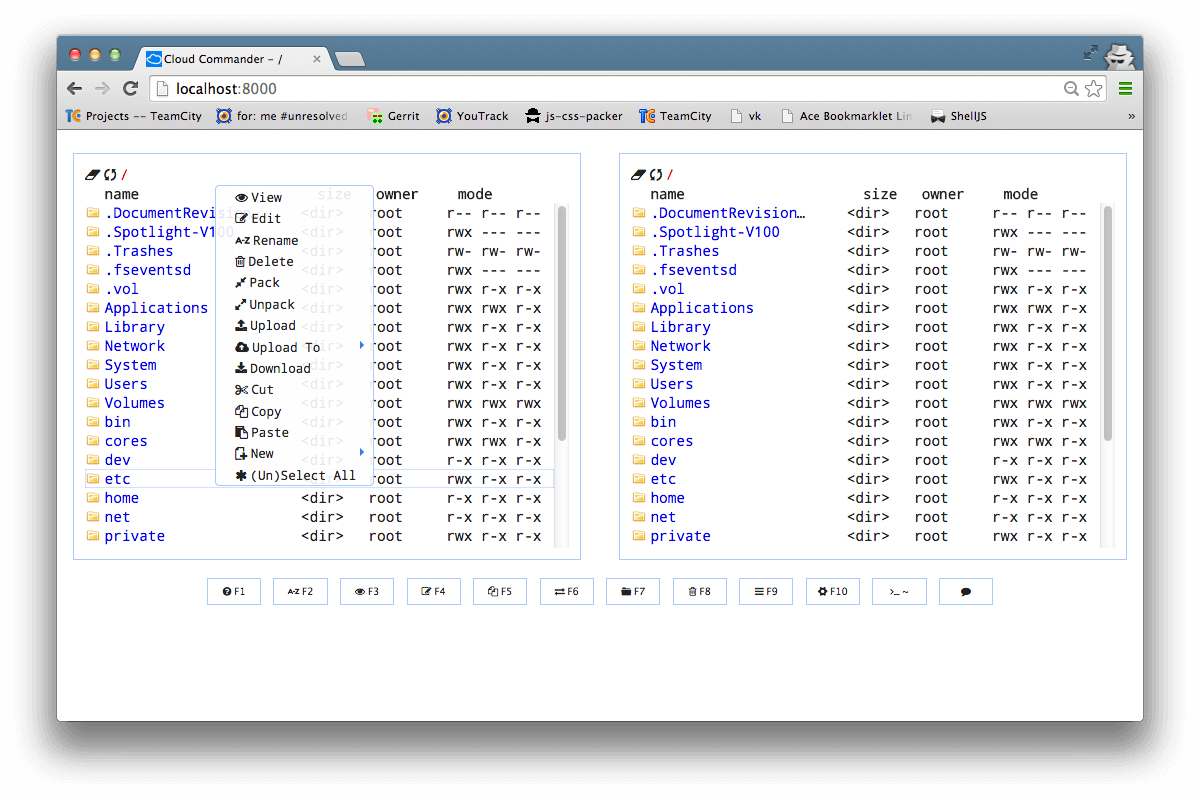 Cloud Commander - /
localhost:8000
Projects -- TeamCity for: me #unresolved Gerrit YouTrack js-css-packer TeamCity vk Ace Bookmarklet ShellJS »
/
name size owner mode
.DocumentRevisi <dir> root r-- r-- r--
.Spotlight-V100 <dir> root rwx --- ---
.Trashes <dir> root rw- rw- rw-
.fseventsd <dir> root rwx --- ---
.vol <dir> root rwx r-x r-x
Applications <dir> root rwx rwx r-x
Library <dir> root rwx r-x r-x
Network <dir> root rwx r-x r-x
System <dir> root rwx r-x r-x
Users <dir> root rwx r-x r-x
Volumes <dir> root rwx rwx rwx
bin <dir> root rwx r-x r-x
cores <dir> root rwx rwx r-x
dev <dir> root r-x r-x r-x
etc root rwx r-x r-x
home <dir> root r-x r-x r-x
net <dir> root r-x r-x r-x
private <dir> root rwx r-x r-x
View
Edit
A-Z Rename
Delete
Pack
Unpack
Upload
Upload To
Download
Cut
Copy
Paste
New
(Un)Select All
/
name size owner mode
.DocumentRevision… <dir> root r-- r-- r--
.Spotlight-V100 <dir> root rwx --- ---
.Trashes <dir> root rw- rw- rw-
.fseventsd <dir> root rwx --- ---
.vol <dir> root rwx r-x r-x
Applications <dir> root rwx rwx r-x
Library <dir> root rwx r-x r-x
Network <dir> root rwx r-x r-x
System <dir> root rwx r-x r-x
Users <dir> root rwx r-x r-x
Volumes <dir> root rwx rwx rwx
bin <dir> root rwx r-x r-x
cores <dir> root rwx rwx r-x
dev <dir> root r-x r-x r-x
etc <dir> root rwx r-x r-x
home <dir> root r-x r-x r-x
net <dir> root r-x r-x r-x
private <dir> root rwx r-x r-x
F1 A-Z F2 F3 F4 F5 F6 F7 F8 F9 F10 >_ ~